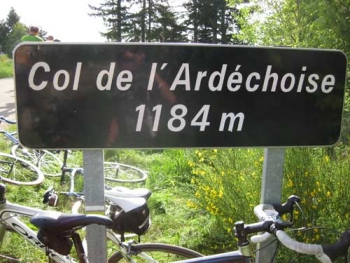 Col de l'Ardéchoise
1184 m